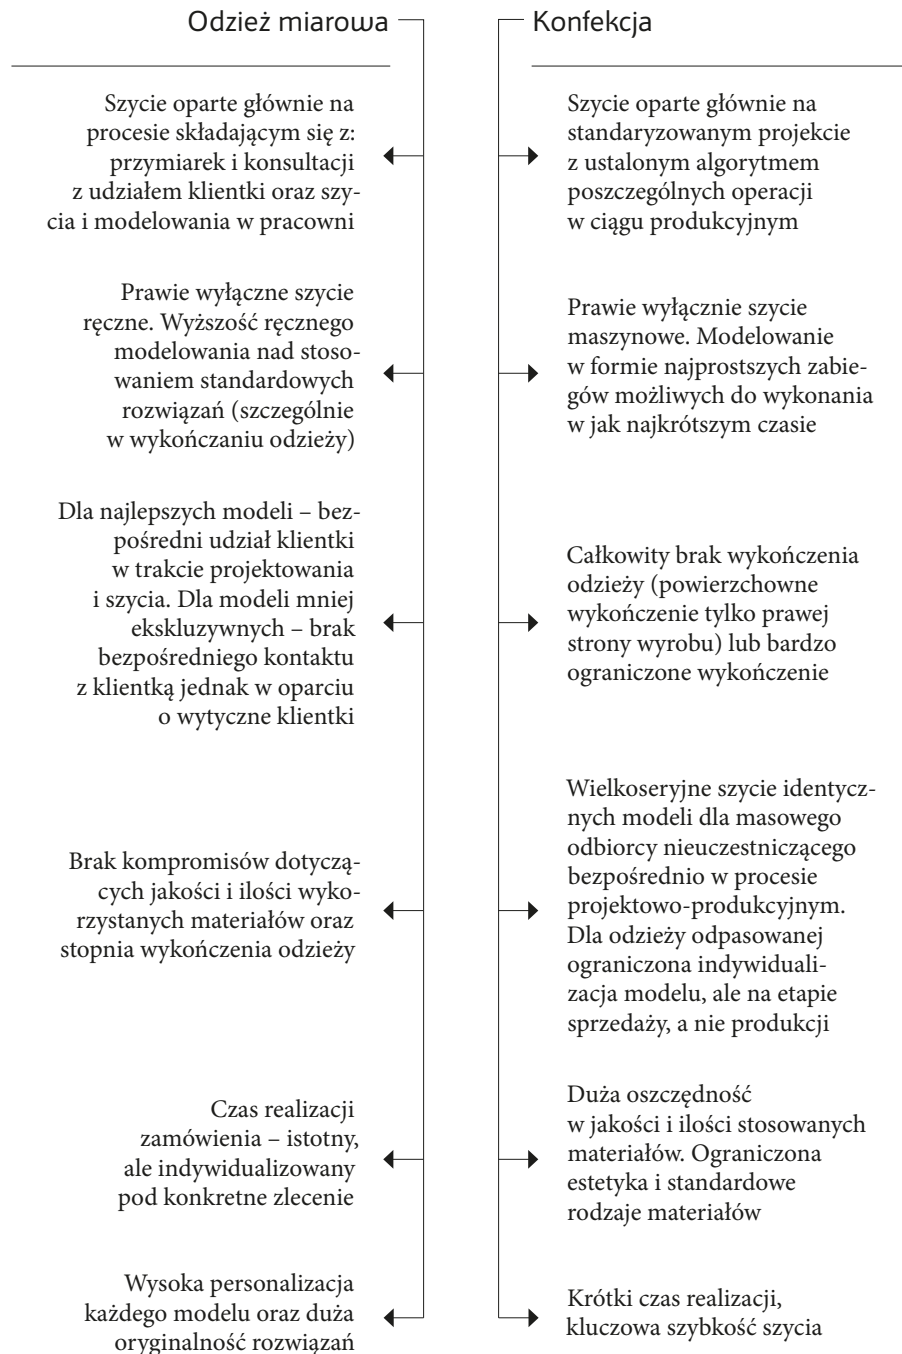 Odzież miarowa
Szycie oparte głównie na
procesie składającym się z:
przymiarek i konsultacji
z udziałem klientki oraz szy-
cia i modelowania w pracowni
Prawie wyłączne szycie
ręczne. Wyższość ręcznego
modelowania nad stoso-
waniem standardowych
rozwiązań (szczególnie
w wykończaniu odzieży)
Dla najlepszych modeli – bez-
pośredni udział klientki
w trakcie projektowania
i szycia. Dla modeli mniej
ekskluzywnych – brak
bezpośredniego kontaktu
z klientką jednak w oparciu
o wytyczne klientki
Brak kompromisów dotyczą-
cych jakości i ilości wyko-
rzystanych materiałów oraz
stopnia wykończenia odzieży
Czas realizacji
zamówienia – istotny,
ale indywidualizowany
pod konkretne zlecenie
Wysoka personalizacja
każdego modelu oraz duża
oryginalność rozwiązań
Konfekcja
Szycie oparte głównie na
standaryzowanym projekcie
z ustalonym algorytmem
poszczególnych operacji
w ciągu produkcyjnym
Prawie wyłącznie szycie
maszynowe. Modelowanie
w formie najprostszych zabie-
gów możliwych do wykonania
w jak najkrótszym czasie
Całkowity brak wykończenia
odzieży (powierzchowne
wykończenie tylko prawej
strony wyrobu) lub bardzo
ograniczone wykończenie
Wielkoseryjne szycie identycz-
nych modeli dla masowego
odbiorcy nieuczestniczącego
bezpośrednio w procesie
projektowo-produkcyjnym.
Dla odzieży odpasowanej
ograniczona indywiduali-
zacja modelu, ale na etapie
sprzedaży, a nie produkcji
Duża oszczędność
w jakości i ilości stosowanych
materiałów. Ograniczona
estetyka i standardowe
rodzaje materiałów
Krótki czas realizacji,
kluczowa szybkość szycia